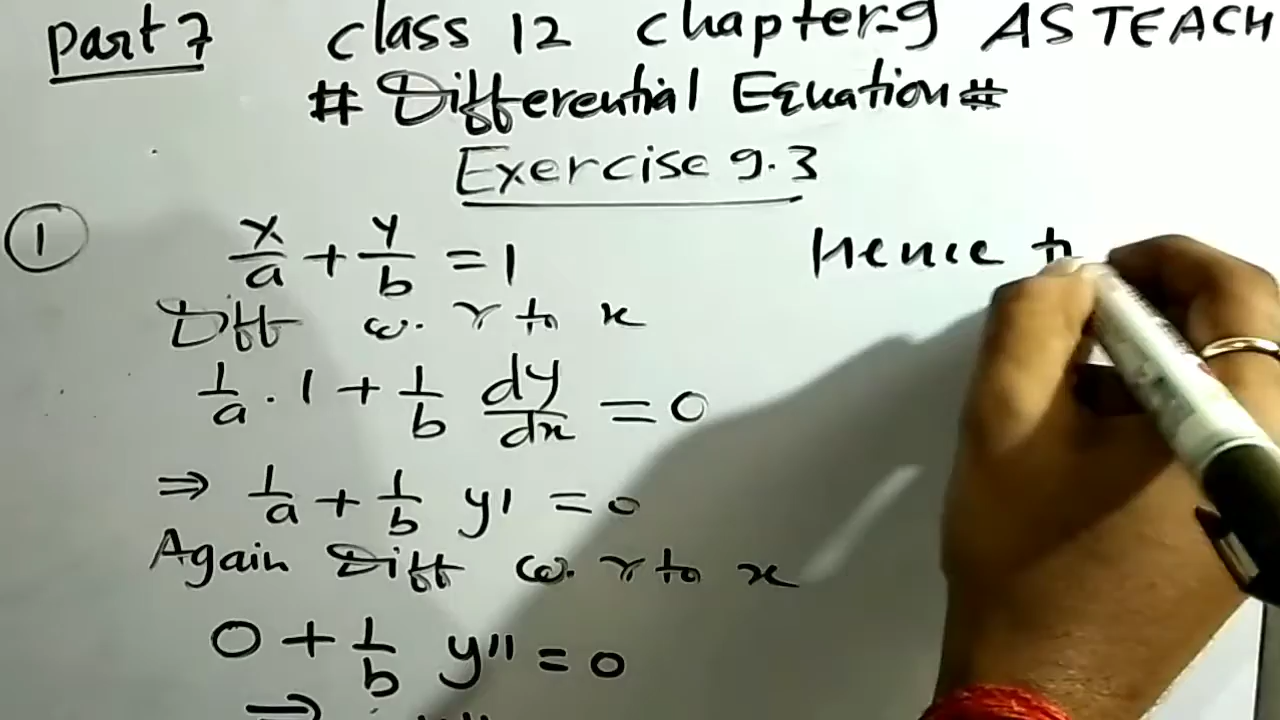 Part 7 class 12 chapter-9 AS TEACH
# Differential Equation #
Exercise 9.3
① x/a + y/b = 1
Diff w. r to x
1/a . 1 + 1/b dy/dx = 0
⇒ 1/a + 1/b y' = 0
Again Diff w. r to x
0 + 1/b y'' = 0
⇒
Hence